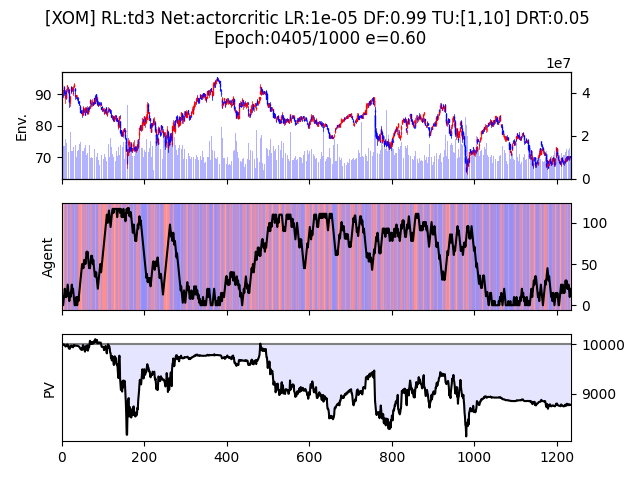 [XOM] RL:td3 Net:actorcritic LR:1e-05 DF:0.99 TU:[1,10] DRT:0.05
Epoch:0405/1000 e=0.60
1e7
Env.
90
80
70
4
2
0
Agent
100
50
0
PV
10000
9000
0 200 400 600 800 1000 1200